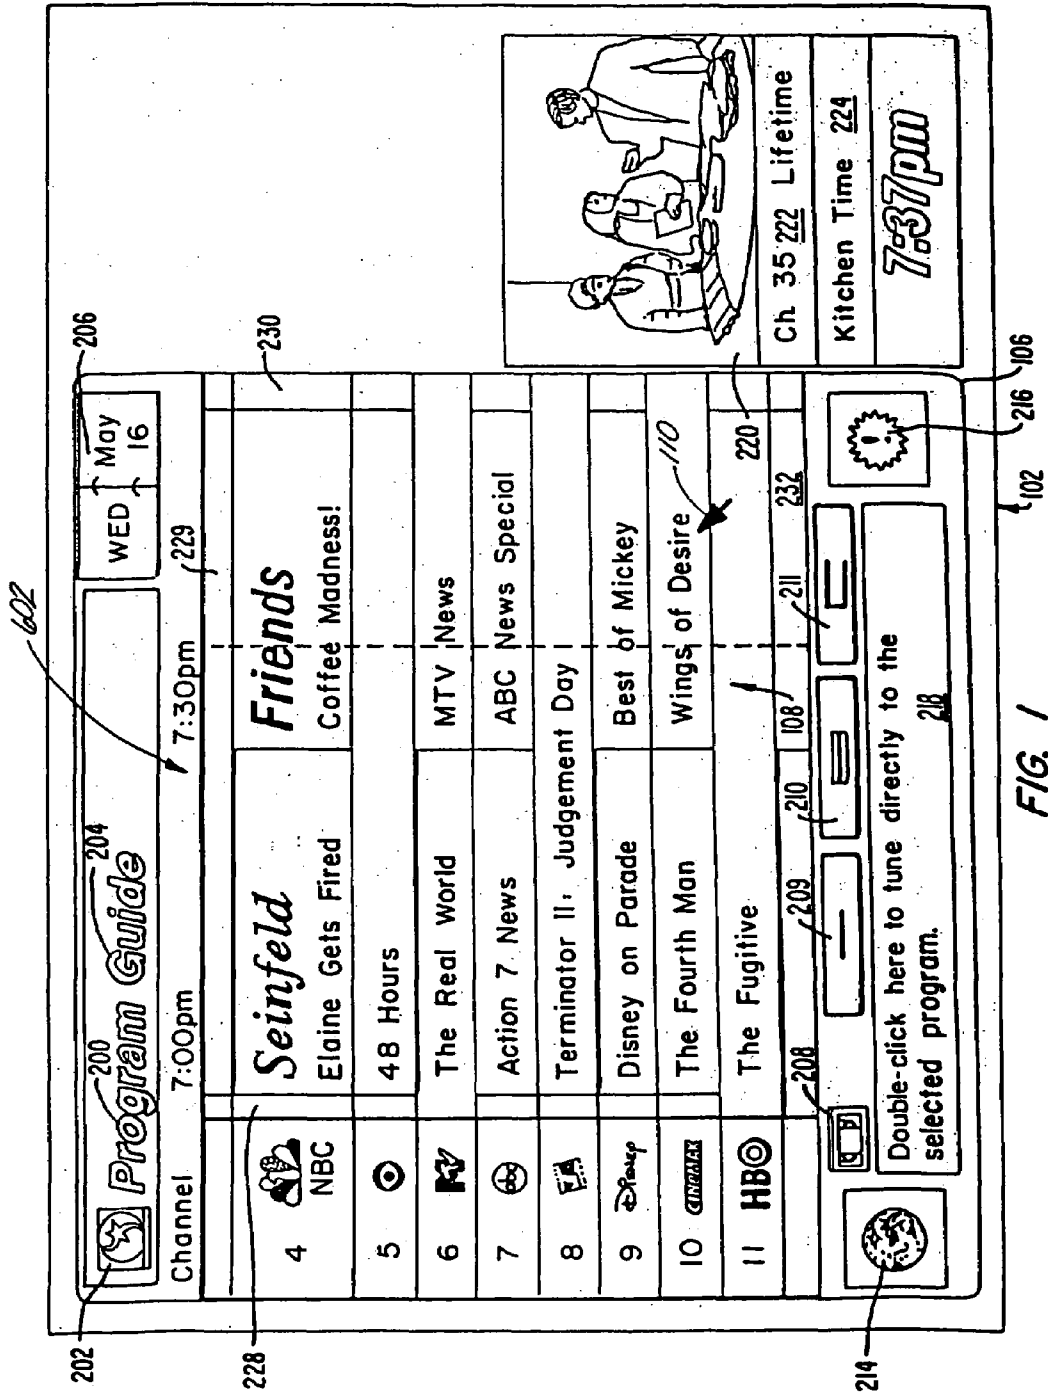 602
202
200
204
206
Program Guide
WED
May
16
Channel
7:00pm
7:30pm
229
228
230
4
NBC
Seinfeld
Elaine Gets Fired
Friends
Coffee Madness!
5
48 Hours
6
MTV
The Real World
MTV News
7
abc
Action 7 News
ABC News Special
8
Terminator II: Judgement Day
9
Disney
Disney on Parade
Best of Mickey
10
CINEMAX
The Fourth Man
Wings of Desire
110
11
HBO
The Fugitive
108
232
220
Ch 35 222 Lifetime
Kitchen Time 224
7:37pm
208
209
210
211
214
216
106
102
Double-click here to tune directly to the
selected program.
218
FIG. 1